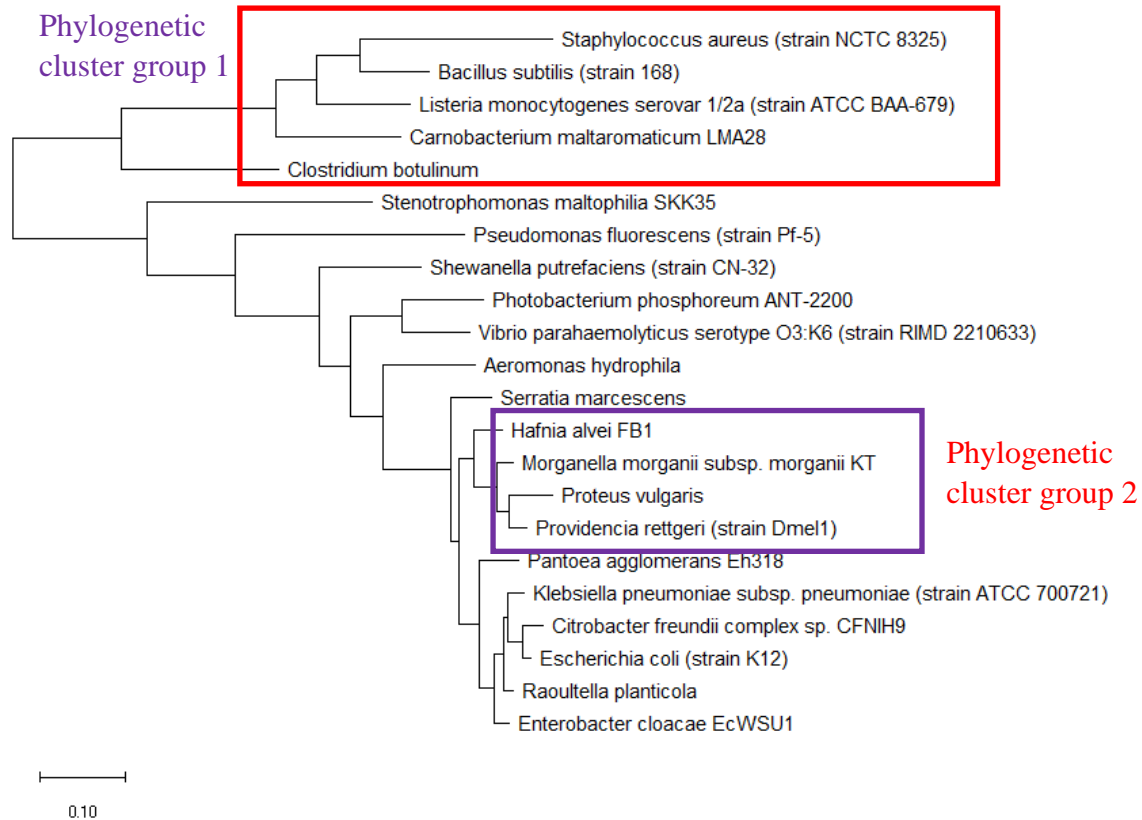 Phylogenetic
cluster group 1
Staphylococcus aureus (strain NCTC 8325)
Bacillus subtilis (strain 168)
Listeria monocytogenes serovar 1/2a (strain ATCC BAA-679)
Carnobacterium maltaromaticum LMA28
Clostridium botulinum
Stenotrophomonas maltophilia SKK35
Pseudomonas fluorescens (strain Pf-5)
Shewanella putrefaciens (strain CN-32)
Photobacterium phosphoreum ANT-2200
Vibrio parahaemolyticus serotype O3:K6 (strain RIMD 2210633)
Aeromonas hydrophila
Serratia marcescens
Hafnia alvei FB1
Morganella morganii subsp. morganii KT
Proteus vulgaris
Providencia rettgeri (strain Dmel1)
Phylogenetic
cluster group 2
Pantoea agglomerans Eh318
Klebsiella pneumoniae subsp. pneumoniae (strain ATCC 700721)
Citrobacter freundii complex sp. CFNIH9
Escherichia coli (strain K12)
Raoultella planticola
Enterobacter cloacae EcWSU1
0.10